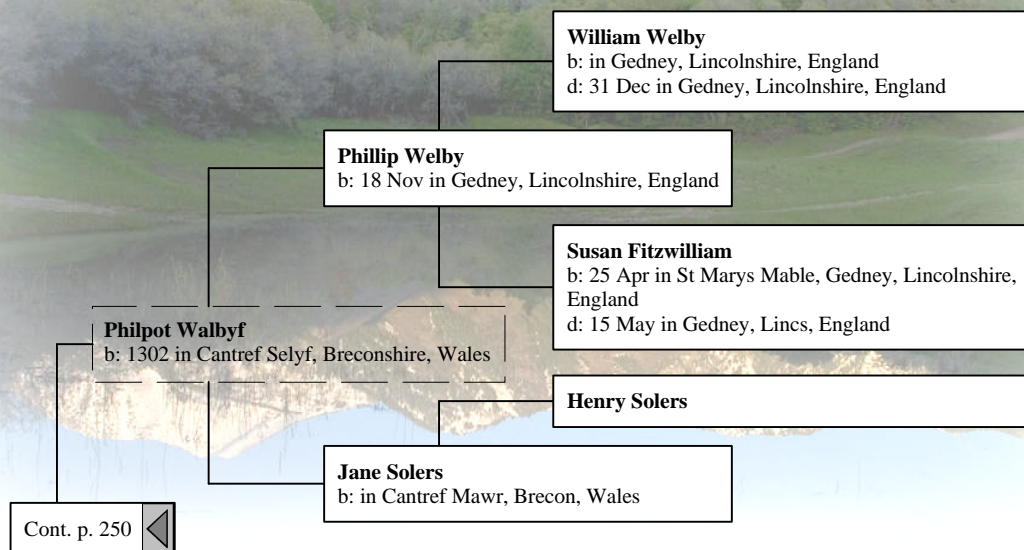 William Welby
b: in Gedney, Lincolnshire, England
d: 31 Dec in Gedney, Lincolnshire, England
Phillip Welby
b: 18 Nov in Gedney, Lincolnshire, England
Susan Fitzwilliam
b: 25 Apr in St Marys Mable, Gedney, Lincolnshire,
England
d: 15 May in Gedney, Lincs, England
Philpot Walbyf
b: 1302 in Cantref Selyf, Breconshire, Wales
Henry Solers
Jane Solers
b: in Cantref Mawr, Brecon, Wales
Cont. p. 250